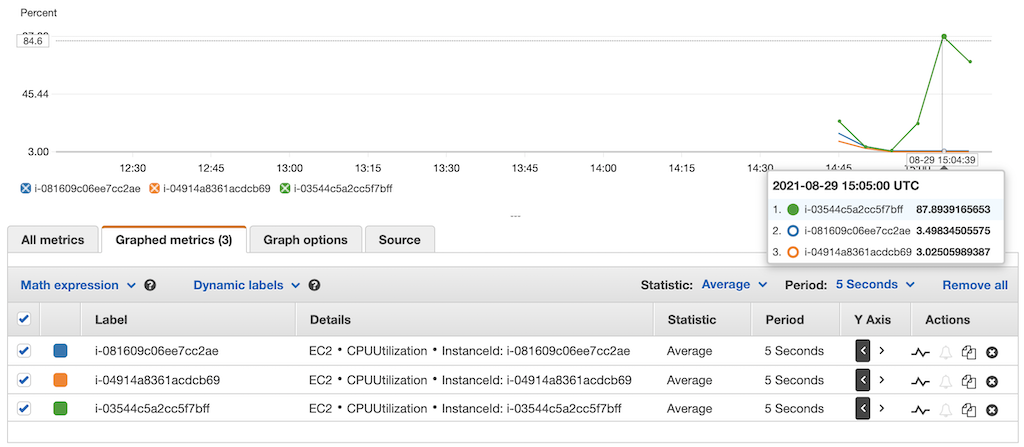 Percent
84.6
45.44
3.00
12:30 12:45 13:00 13:15 13:30 13:45 14:00 14:15 14:30 14:45 15:00
08-29 15:04:39
i-081609c06ee7cc2ae i-04914a8361acdcb69 i-03544c5a2cc5f7bff
2021-08-29 15:05:00 UTC
1. i-03544c5a2cc5f7bff 87.8939165653
2. i-081609c06ee7cc2ae 3.49834505575
3. i-04914a8361acdcb69 3.02505989387
All metrics Graphed metrics (3) Graph options Source
Math expression ? Dynamic labels ? Statistic: Average Period: 5 Seconds Remove all
Label Details Statistic Period Y Axis Actions
i-081609c06ee7cc2ae EC2 • CPUUtilization • InstanceId: i-081609c06ee7cc2ae Average 5 Seconds < >
i-04914a8361acdcb69 EC2 • CPUUtilization • InstanceId: i-04914a8361acdcb69 Average 5 Seconds < >
i-03544c5a2cc5f7bff EC2 • CPUUtilization • InstanceId: i-03544c5a2cc5f7bff Average 5 Seconds < >